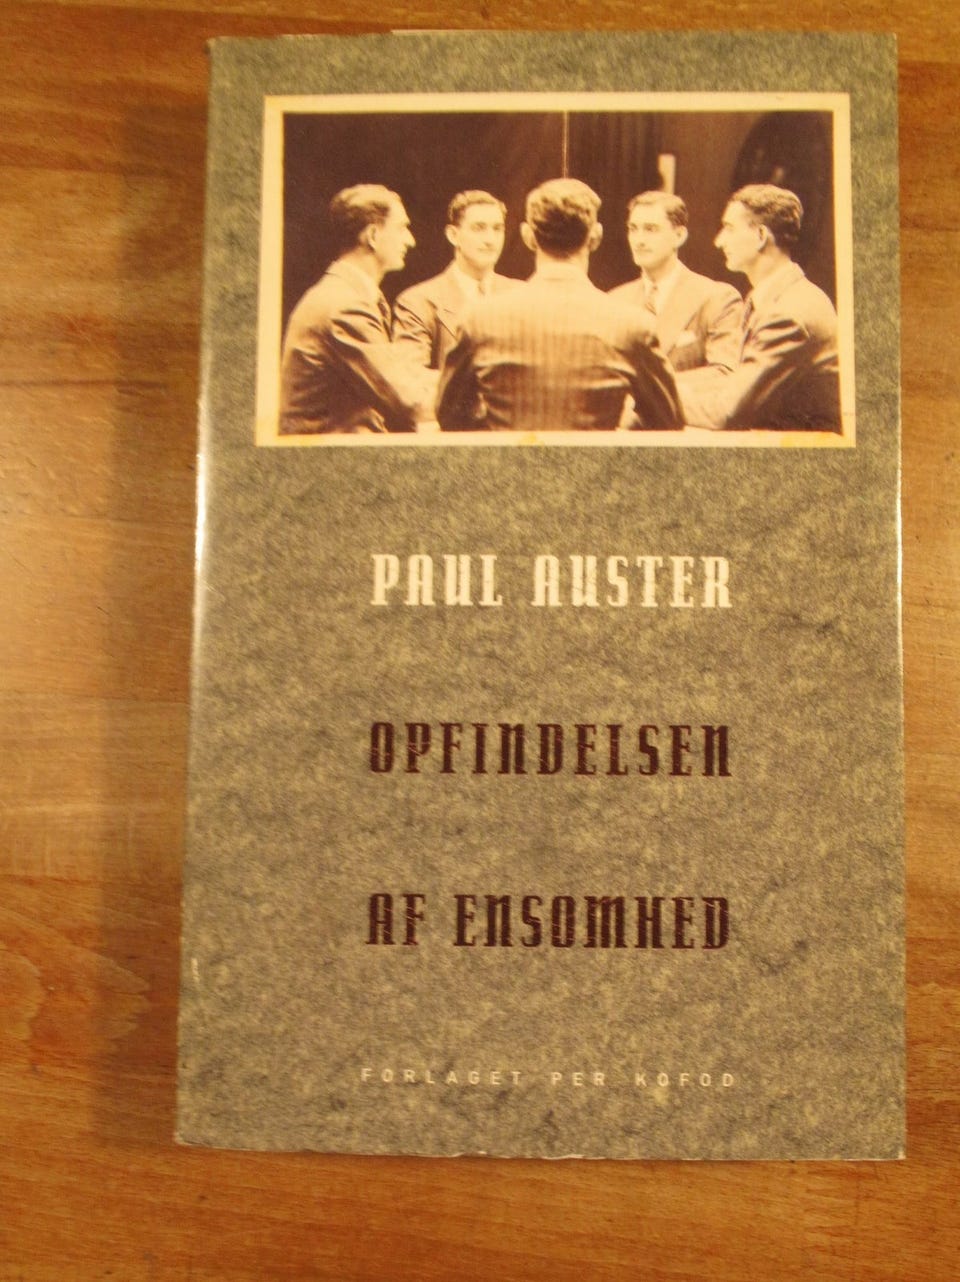 PAUL AUSTER
OPFINDELSEN
AF ENSOMHED
FORLAGET PER KOFOD